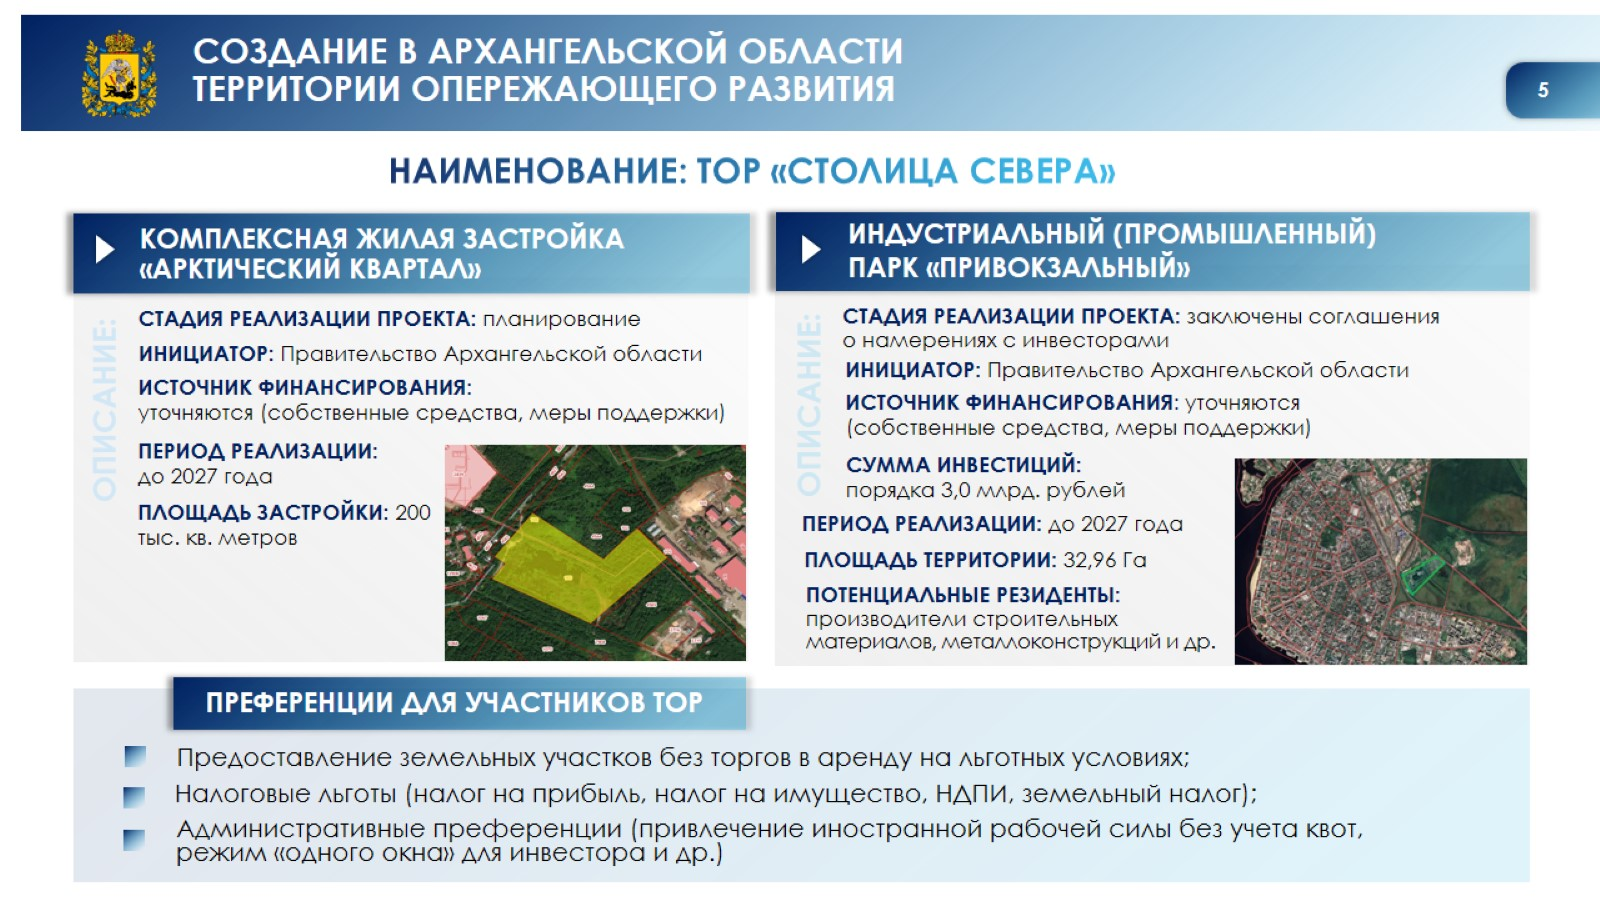 СОЗДАНИЕ В АРХАНГЕЛЬСКОЙ ОБЛАСТИ
ТЕРРИТОРИИ ОПЕРЕЖАЮЩЕГО РАЗВИТИЯ
5
НАИМЕНОВАНИЕ: ТОР «СТОЛИЦА СЕВЕРА»
КОМПЛЕКСНАЯ ЖИЛАЯ ЗАСТРОЙКА
«АРКТИЧЕСКИЙ КВАРТАЛ»
ОПИСАНИЕ:
СТАДИЯ РЕАЛИЗАЦИИ ПРОЕКТА: планирование
ИНИЦИАТОР: Правительство Архангельской области
ИСТОЧНИК ФИНАНСИРОВАНИЯ:
уточняются (собственные средства, меры поддержки)
ПЕРИОД РЕАЛИЗАЦИИ:
до 2027 года
ПЛОЩАДЬ ЗАСТРОЙКИ: 200
тыс. кв. метров
ИНДУСТРИАЛЬНЫЙ (ПРОМЫШЛЕННЫЙ)
ПАРК «ПРИВОКЗАЛЬНЫЙ»
ОПИСАНИЕ:
СТАДИЯ РЕАЛИЗАЦИИ ПРОЕКТА: заключены соглашения
о намерениях с инвесторами
ИНИЦИАТОР: Правительство Архангельской области
ИСТОЧНИК ФИНАНСИРОВАНИЯ: уточняются
(собственные средства, меры поддержки)
СУММА ИНВЕСТИЦИЙ:
порядка 3,0 млрд. рублей
ПЕРИОД РЕАЛИЗАЦИИ: до 2027 года
ПЛОЩАДЬ ТЕРРИТОРИИ: 32,96 Га
ПОТЕНЦИАЛЬНЫЕ РЕЗИДЕНТЫ:
производители строительных
материалов, металлоконструкций и др.
ПРЕФЕРЕНЦИИ ДЛЯ УЧАСТНИКОВ ТОР
Предоставление земельных участков без торгов в аренду на льготных условиях;
Налоговые льготы (налог на прибыль, налог на имущество, НДПИ, земельный налог);
Административные преференции (привлечение иностранной рабочей силы без учета квот,
режим «одного окна» для инвестора и др.)